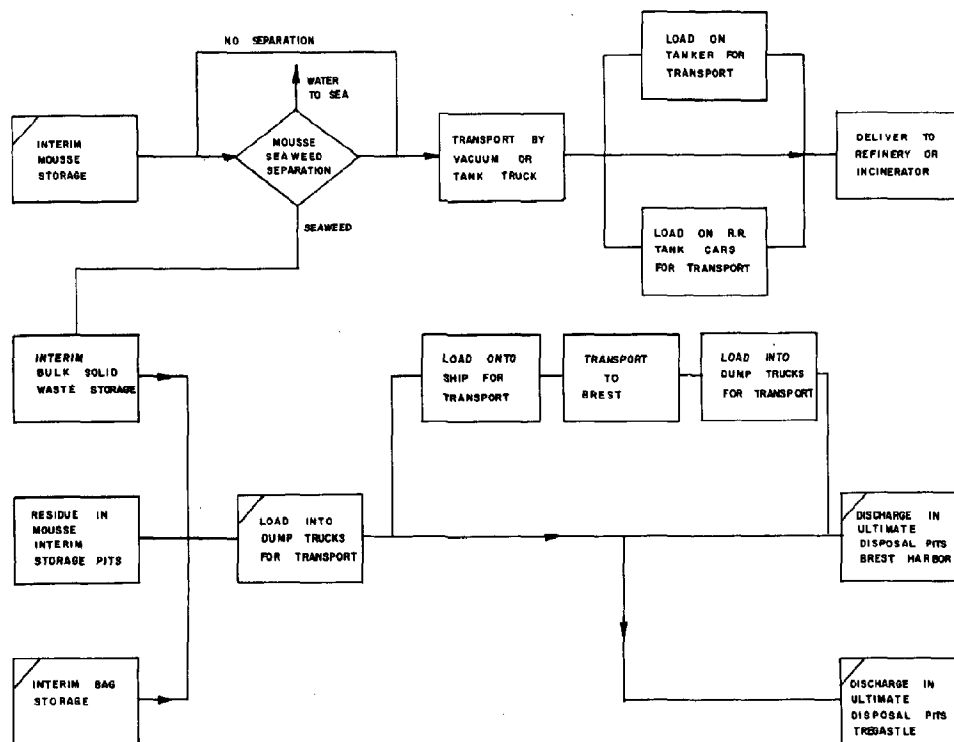 NO SEPARATION
WATER
TO SEA
LOAD ON
TANKER FOR
TRANSPORT
INTERIM
MOUSSE
STORAGE
MOUSSE
SEAWEED
SEPARATION
TRANSPORT BY
VACUUM OR
TANK TRUCK
DELIVER TO
REFINERY OR
INCINERATOR
SEAWEED
LOAD ON R.R.
TANK CARS
FOR TRANSPORT
INTERIM
BULK SOLID
WASTE STORAGE
LOAD ONTO
SHIP FOR
TRANSPORT
TRANSPORT
TO
BREST
LOAD INTO
DUMP TRUCKS
FOR TRANSPORT
RESIDUE IN
MOUSSE
INTERIM
STORAGE PITS
LOAD INTO
DUMP TRUCKS
FOR TRANSPORT
DISCHARGE IN
ULTIMATE
DISPOSAL PITS
BREST HARBOR
INTERIM BAG
STORAGE
DISCHARGE IN
ULTIMATE
DISPOSAL PITS
TREGASTLE